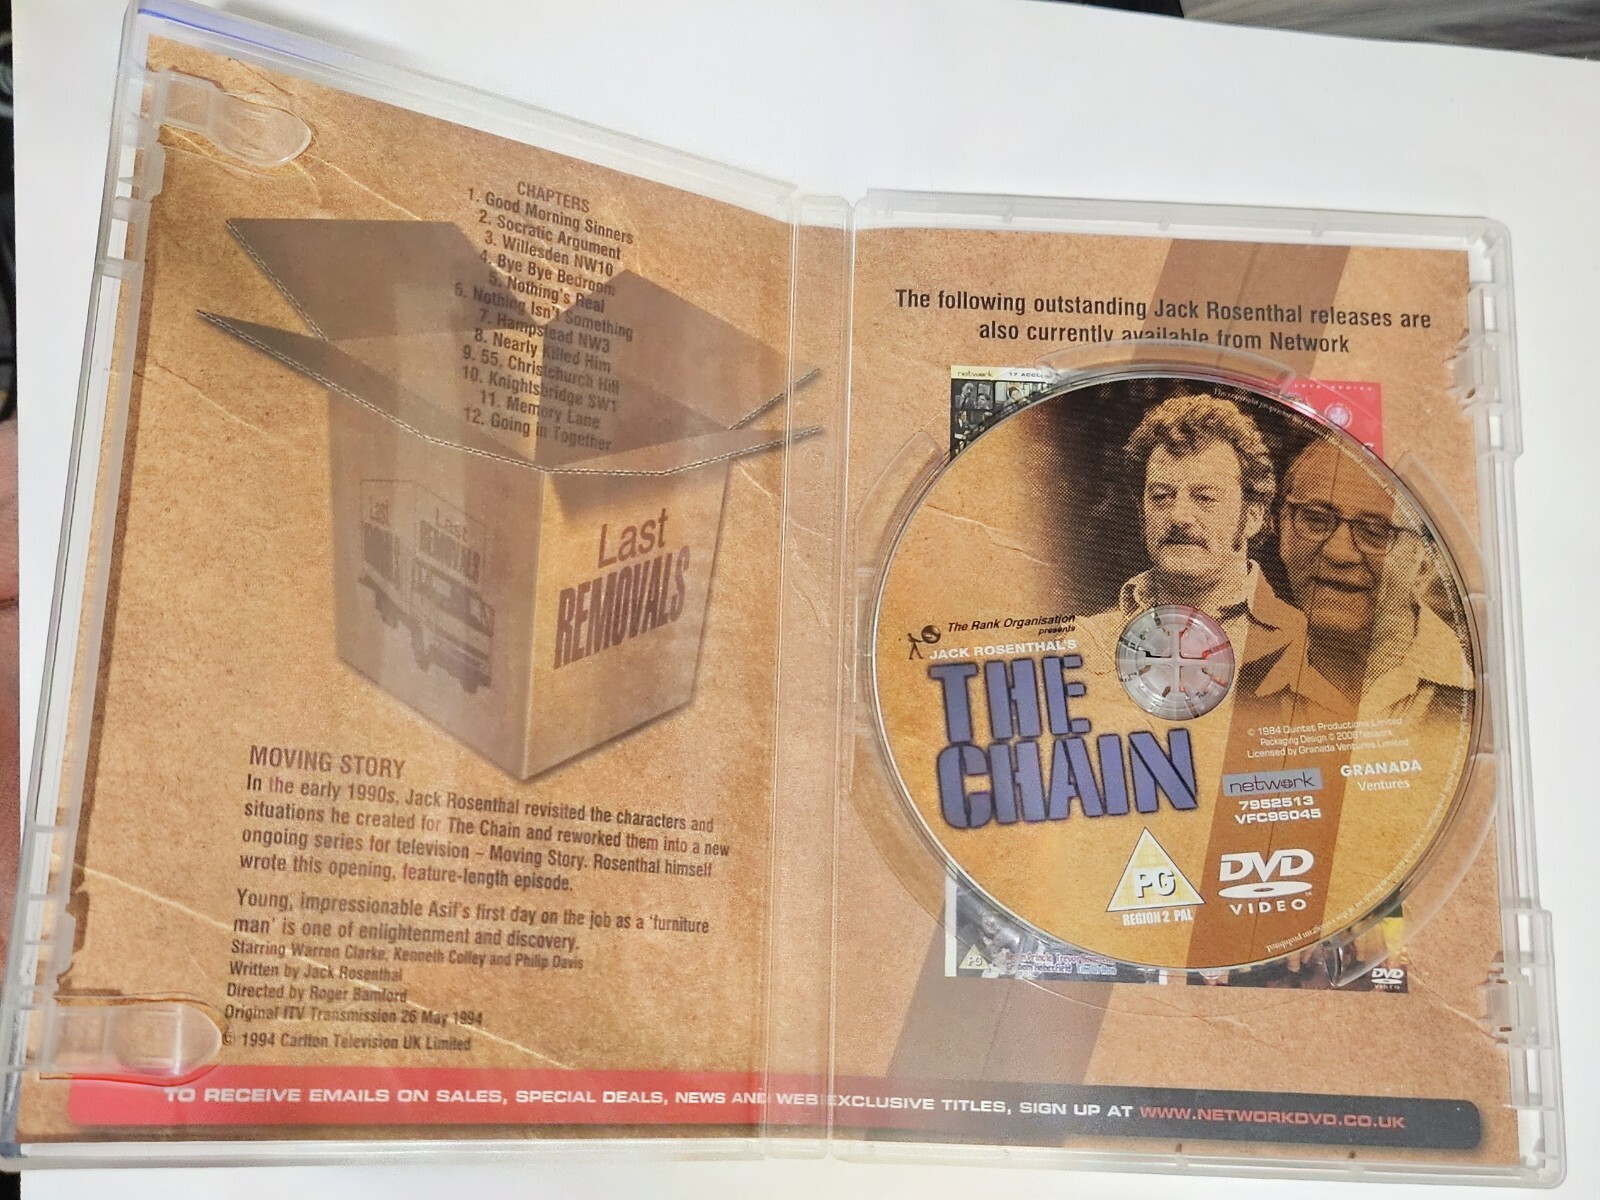 CHAPTERS
1. Good Morning Sinners
2. Socratic Argument
3. Willesden NW10
4. Bye Bye Bedroom
5. Nothing's Real
6. Nothing Isn't Something
7. Hampstead NW3
8. Nearly Killed Him
9. 55, Christchurch Hill
10. Knightsbridge SW1
11. Memory Lane
12. Going in Together
Last
REMOVALS
Last
REMOVALS
MOVING STORY
In the early 1990s, Jack Rosenthal revisited the characters and
situations he created for The Chain and reworked them into a new
ongoing series for television – Moving Story. Rosenthal himself
wrote this opening, feature-length episode.
Young, impressionable Asif's first day on the job as a 'furniture
man' is one of enlightenment and discovery.
Starring Warren Clarke, Kenneth Colley and Philip Davis
Written by Jack Rosenthal
Directed by Roger Bamford
Original ITV Transmission 26 May 1994
© 1994 Carlton Television UK Limited
TO RECEIVE EMAILS ON SALES, SPECIAL DEALS, NEWS AND WEB EXCLUSIVE TITLES, SIGN UP AT WWW.NETWORKDVD.CO.UK
The following outstanding Jack Rosenthal releases are
also currently available from Network
network
The Rank Organisation
presents
JACK ROSENTHAL'S
THE
CHAIN
© 1984 Quintet Productions Limited
Packaging Design © 2008 Network
Licensed by Granada Ventures Limited
network
GRANADA
Ventures
7952513
VFC96045
PG
REGION 2 PAL
DVD
VIDEO
PG
DVD
VIDEO